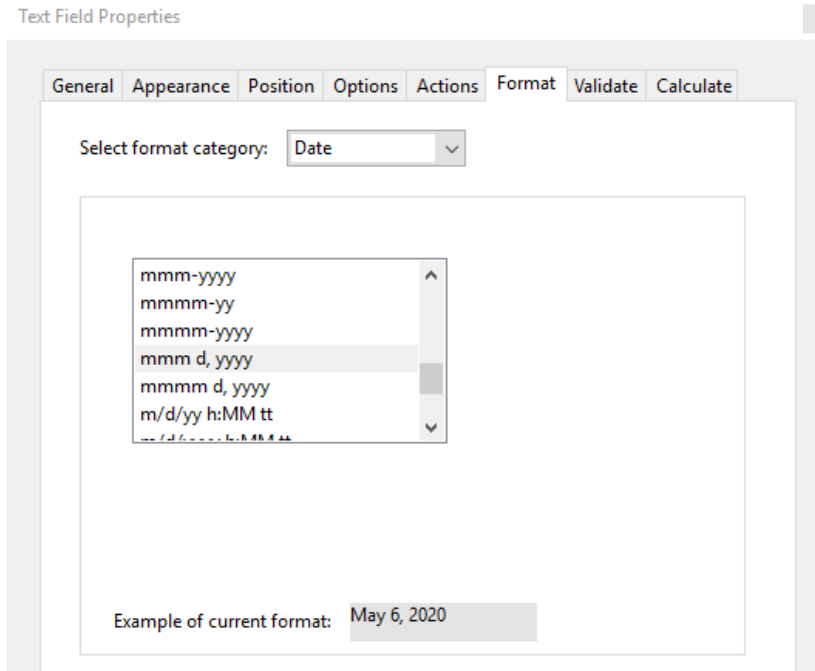 Text Field Properties
General Appearance Position Options Actions Format Validate Calculate
Select format category: Date
mmm-yyyy
mmmm-yy
mmmm-yyyy
mmm d, yyyy
mmmm d, yyyy
m/d/yy h:MM tt
Example of current format: May 6, 2020